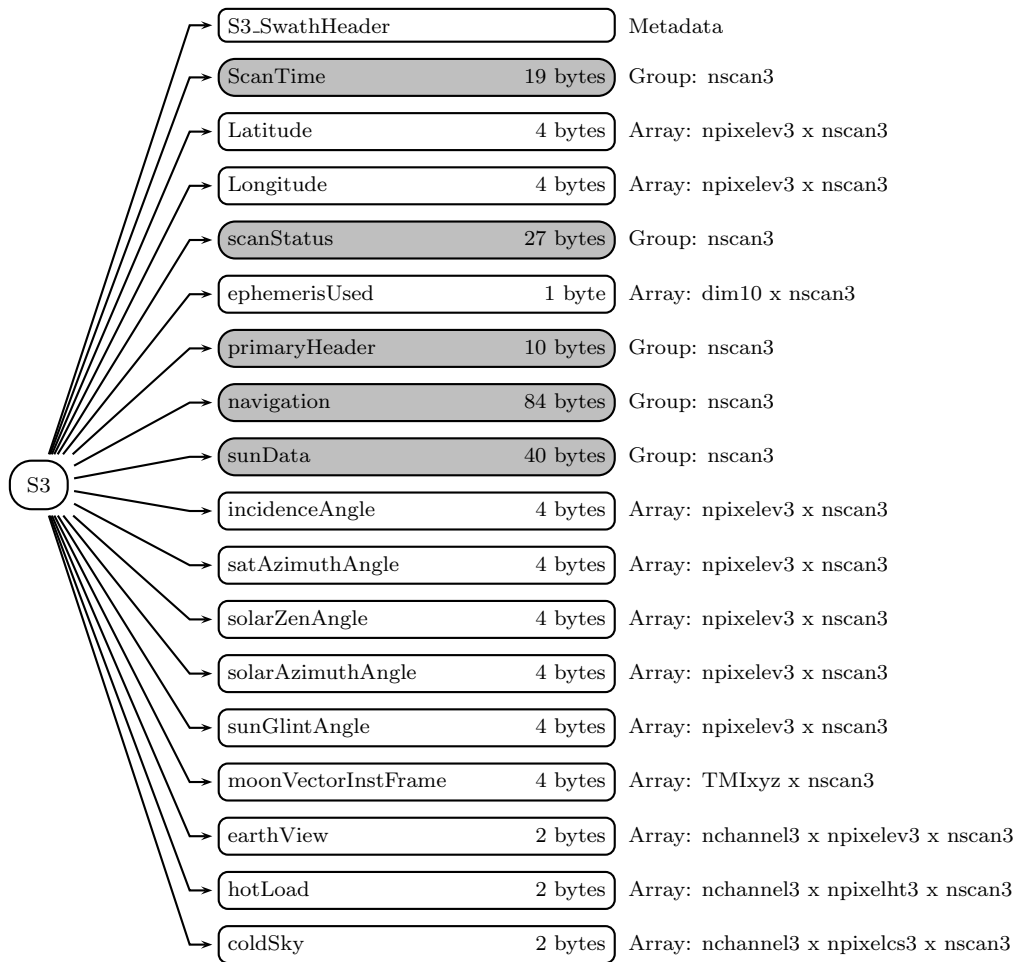 S3_SwathHeader Metadata
ScanTime 19 bytes Group: nscan3
Latitude 4 bytes Array: npixelev3 x nscan3
Longitude 4 bytes Array: npixelev3 x nscan3
scanStatus 27 bytes Group: nscan3
ephemerisUsed 1 byte Array: dim10 x nscan3
primaryHeader 10 bytes Group: nscan3
navigation 84 bytes Group: nscan3
sunData 40 bytes Group: nscan3
S3
incidenceAngle 4 bytes Array: npixelev3 x nscan3
satAzimuthAngle 4 bytes Array: npixelev3 x nscan3
solarZenAngle 4 bytes Array: npixelev3 x nscan3
solarAzimuthAngle 4 bytes Array: npixelev3 x nscan3
sunGlintAngle 4 bytes Array: npixelev3 x nscan3
moonVectorInstFrame 4 bytes Array: TMIxyz x nscan3
earthView 2 bytes Array: nchannel3 x npixelev3 x nscan3
hotLoad 2 bytes Array: nchannel3 x npixelht3 x nscan3
coldSky 2 bytes Array: nchannel3 x npixelcs3 x nscan3